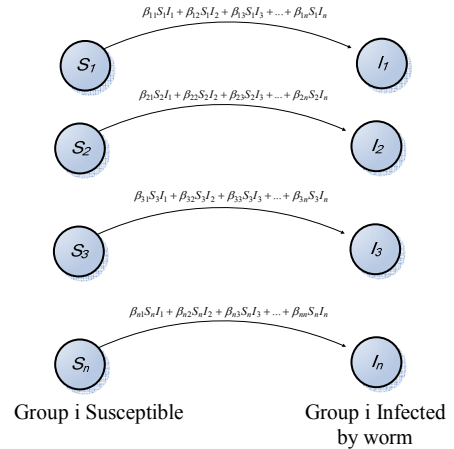 β₁₁S₁I₁ + β₁₂S₁I₂ + β₁₃S₁I₃ + ... + β₁ₙS₁Iₙ
S₁ I₁
β₂₁S₂I₁ + β₂₂S₂I₂ + β₂₃S₂I₃ + ... + β₂ₙS₂Iₙ
S₂ I₂
β₃₁S₃I₁ + β₃₂S₃I₂ + β₃₃S₃I₃ + ... + β₃ₙS₃Iₙ
S₃ I₃
βₙ₁SₙI₁ + βₙ₂SₙI₂ + βₙ₃SₙI₃ + ... + βₙₙSₙIₙ
Sₙ Iₙ
Group i Susceptible
Group i Infected
by worm